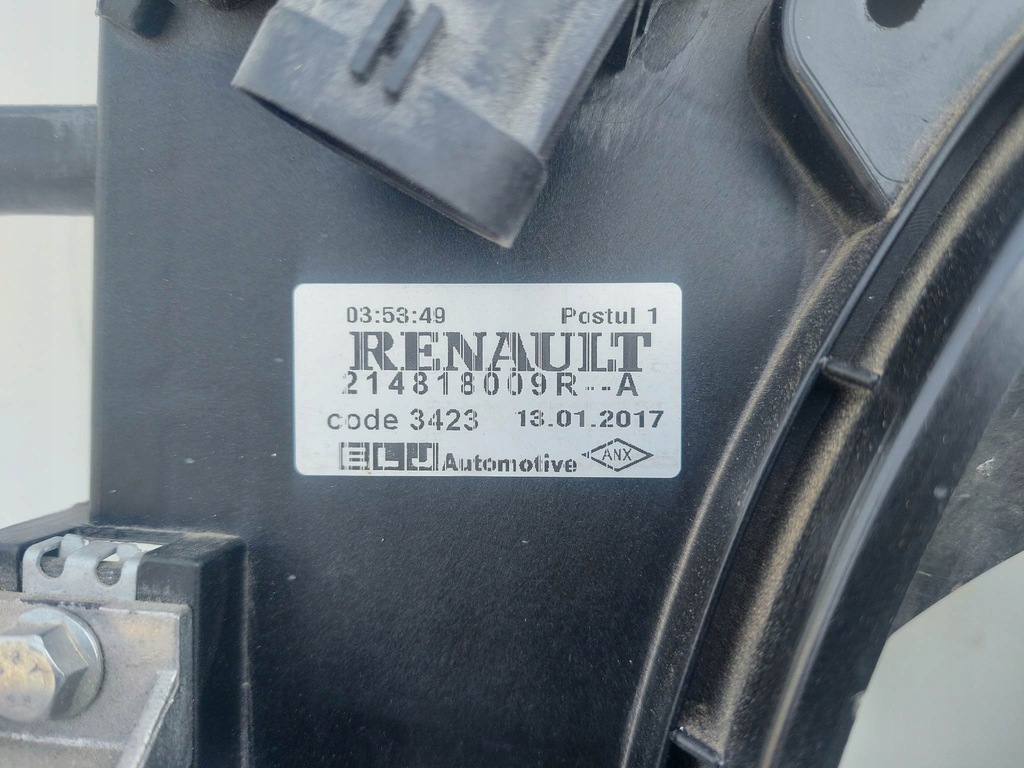 03:53:49 Postul 1
RENAULT
214818009R--A
code 3423 13.01.2017
ELJ Automotive ANX